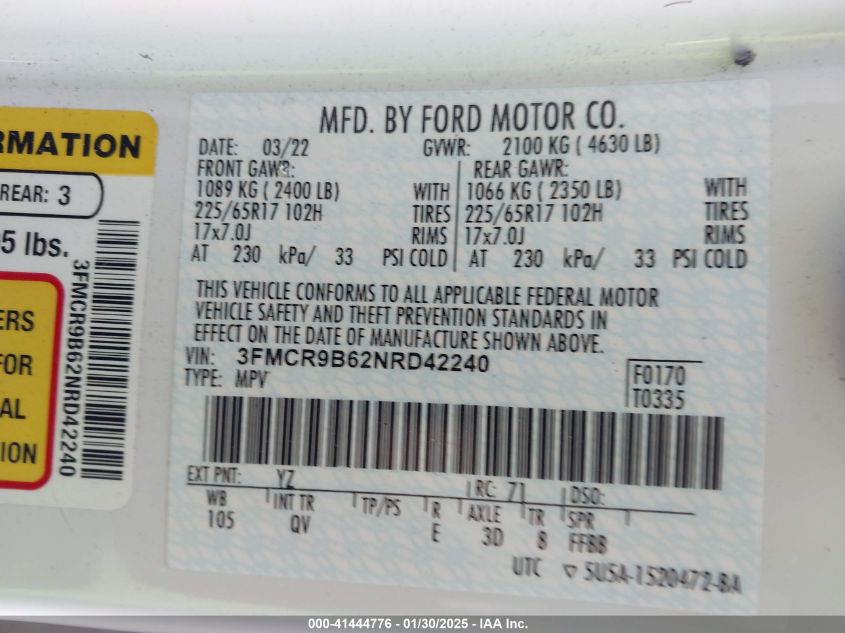 MFD. BY FORD MOTOR CO.
DATE: 03/22 GVWR: 2100 KG ( 4630 LB)
FRONT GAWR: REAR GAWR:
1089 KG ( 2400 LB) WITH 1066 KG ( 2350 LB) WITH
225/65R17 102H TIRES 225/65R17 102H TIRES
17x7.0J RIMS 17x7.0J RIMS
AT 230 kPa/ 33 PSI COLD AT 230 kPa/ 33 PSI COLD
THIS VEHICLE CONFORMS TO ALL APPLICABLE FEDERAL MOTOR
VEHICLE SAFETY AND THEFT PREVENTION STANDARDS IN
EFFECT ON THE DATE OF MANUFACTURE SHOWN ABOVE.
VIN: 3FMCR9B62NRD42240
TYPE: MPV
F0170
T0335
EXT PNT: YZ RC: 71 DSO:
WB INT TR TP/PS R AXLE TR SPR
105 QV E 3D 8 FFBB
UTC ▽ 5U5A-1520472-BA
RMATION
REAR: 3
5 lbs.
3FMCR9B62NRD42240
ERS
FOR
AL
ION
000-41444776 - 01/30/2025 - IAA Inc.